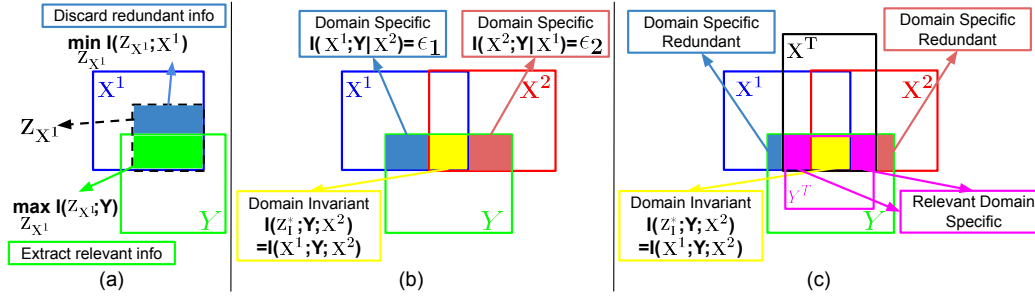 Discard redundant info
min I(Z_X¹;X¹)
Z_X¹
X¹
Z_X¹
max I(Z_X¹;Y)
Z_X¹
Y
Extract relevant info
(a)
Domain Specific
I(X¹;Y|X²)=ϵ₁
Domain Specific
I(X²;Y|X¹)=ϵ₂
X¹
X²
Domain Invariant
I(Z*_I;Y;X²)
=I(X¹;Y;X²)
Y
(b)
Domain Specific
Redundant
X^T
Domain Specific
Redundant
X¹
X²
Y^T
Domain Invariant
I(Z*_I;Y;X²)
=I(X¹;Y;X²)
Y
Relevant Domain
Specific
(c)